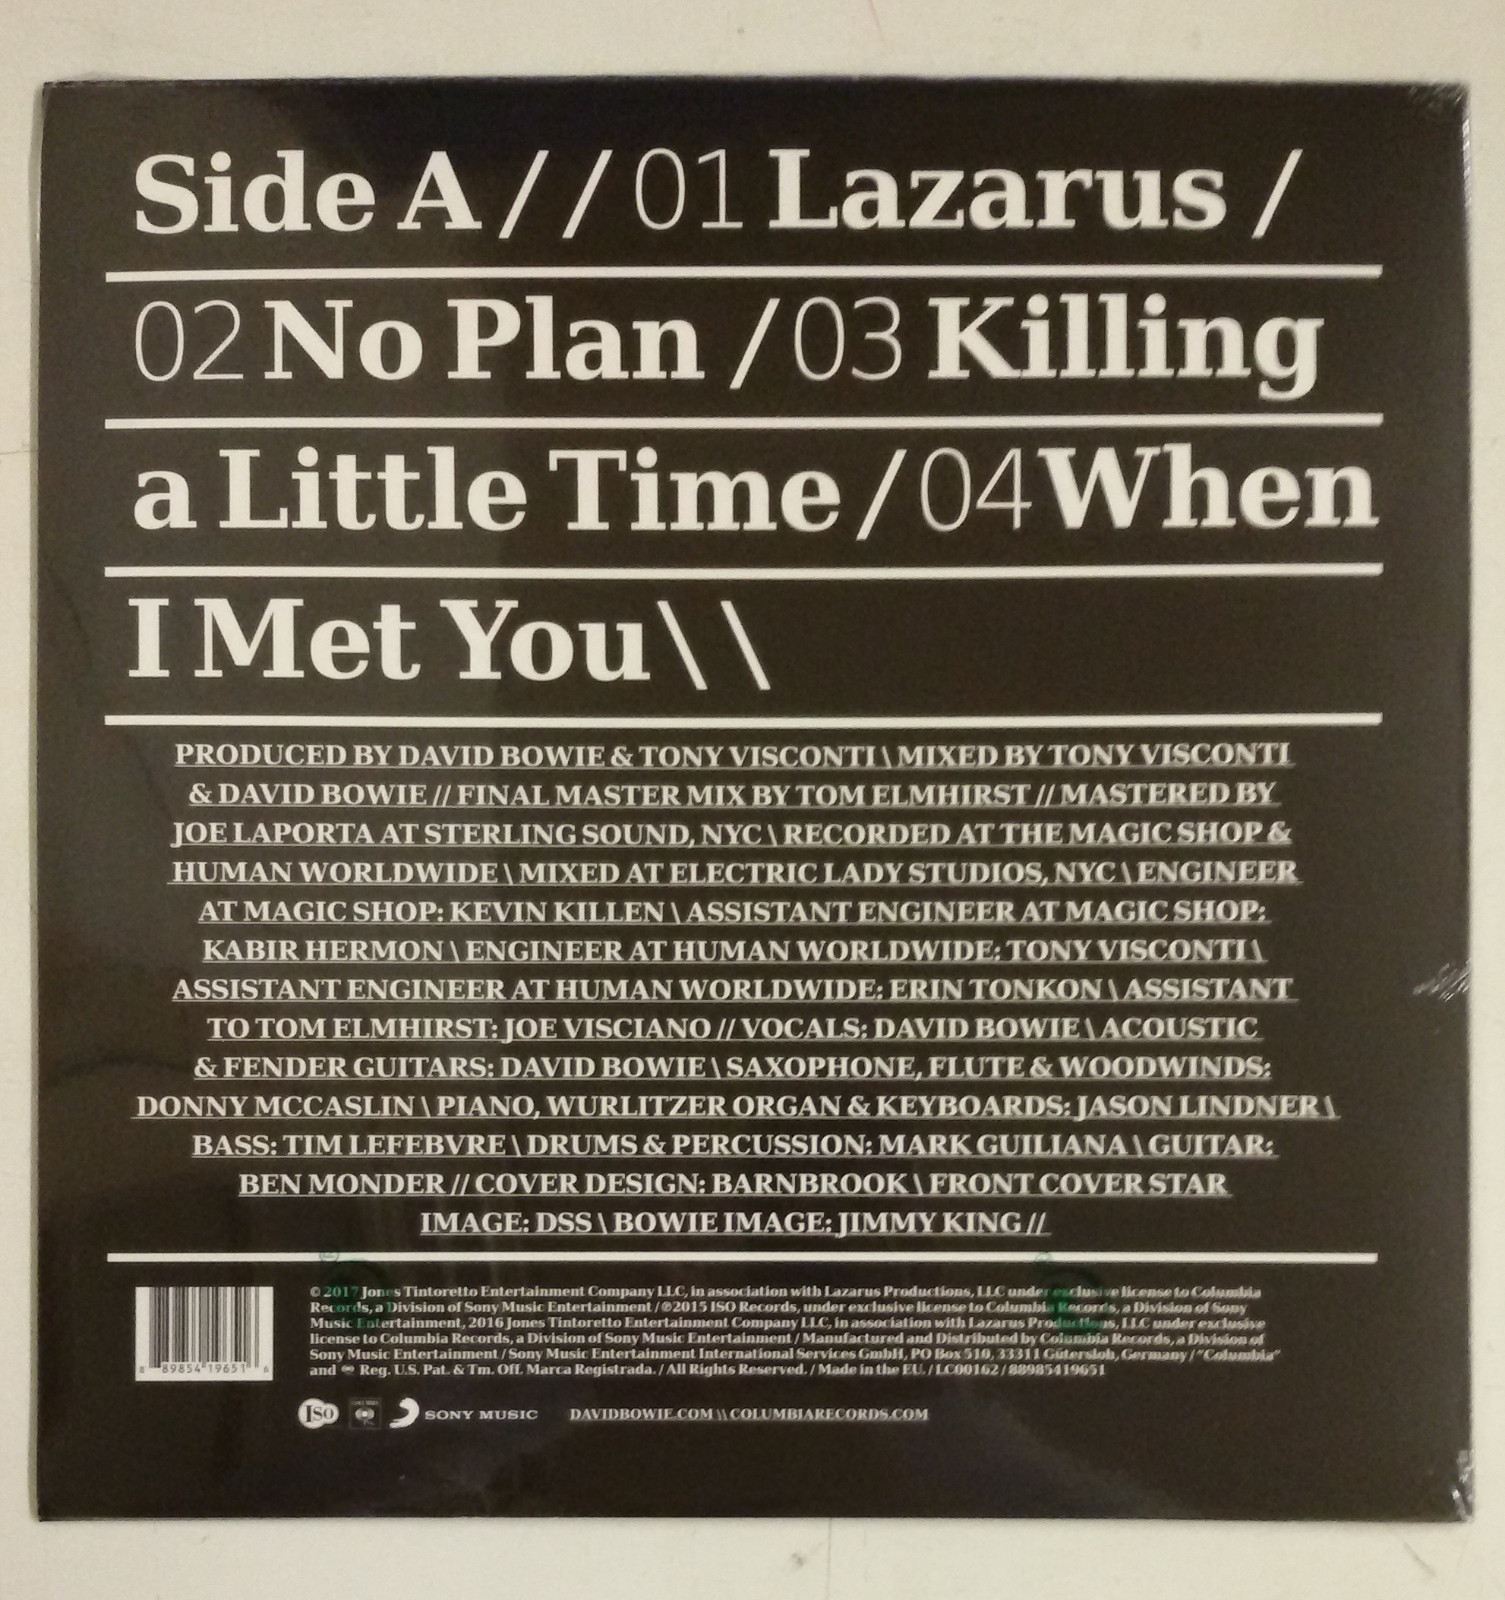 Side A // 01 Lazarus /
02 No Plan / 03 Killing
a Little Time / 04 When
I Met You \\
PRODUCED BY DAVID BOWIE & TONY VISCONTI \ MIXED BY TONY VISCONTI
& DAVID BOWIE // FINAL MASTER MIX BY TOM ELMHIRST // MASTERED BY
JOE LAPORTA AT STERLING SOUND, NYC \ RECORDED AT THE MAGIC SHOP &
HUMAN WORLDWIDE \ MIXED AT ELECTRIC LADY STUDIOS, NYC \ ENGINEER
AT MAGIC SHOP: KEVIN KILLEN \ ASSISTANT ENGINEER AT MAGIC SHOP:
KABIR HERMON \ ENGINEER AT HUMAN WORLDWIDE: TONY VISCONTI \
ASSISTANT ENGINEER AT HUMAN WORLDWIDE: ERIN TONKON \ ASSISTANT
TO TOM ELMHIRST: JOE VISCIANO // VOCALS: DAVID BOWIE \ ACOUSTIC
& FENDER GUITARS: DAVID BOWIE \ SAXOPHONE, FLUTE & WOODWINDS:
DONNY MCCASLIN \ PIANO, WURLITZER ORGAN & KEYBOARDS: JASON LINDNER \
BASS: TIM LEFEBVRE \ DRUMS & PERCUSSION: MARK GUILIANA \ GUITAR:
BEN MONDER // COVER DESIGN: BARNBROOK \ FRONT COVER STAR
IMAGE: DSS \ BOWIE IMAGE: JIMMY KING //
© 2017 Jones Tintoretto Entertainment Company LLC, in association with Lazarus Productions, LLC under exclusive license to Columbia
Records, a Division of Sony Music Entertainment / ℗2015 ISO Records, under exclusive license to Columbia Records, a Division of Sony
Music Entertainment, 2016 Jones Tintoretto Entertainment Company LLC, in association with Lazarus Productions, LLC under exclusive
license to Columbia Records, a Division of Sony Music Entertainment / Manufactured and Distributed by Columbia Records, a Division of
Sony Music Entertainment / Sony Music Entertainment International Services GmbH, PO Box 510, 33311 Gütersloh, Germany / "Columbia"
and Reg. U.S. Pat. & Tm. Off. Marca Registrada. / All Rights Reserved. / Made in the EU. / LC00162 / 88985419651
8 89854 19651 6
ISO SONY MUSIC DAVIDBOWIE.COM \\ COLUMBIARECORDS.COM